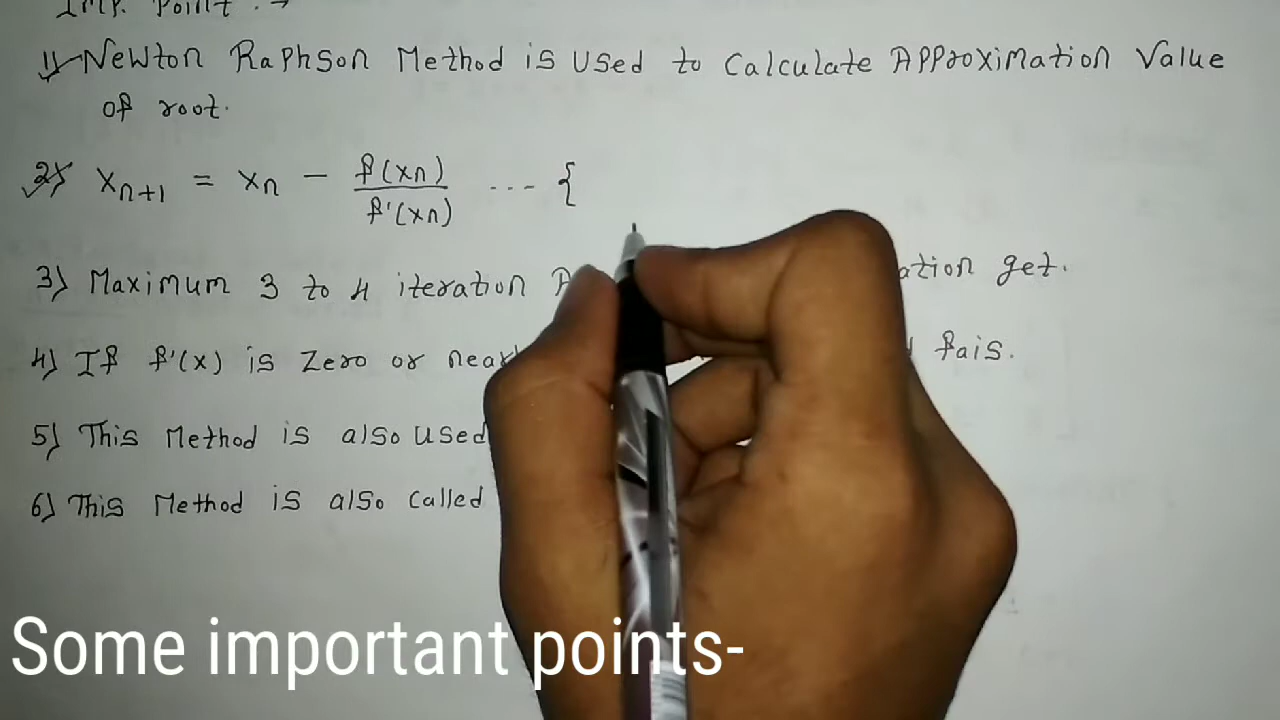 Imp. Point :→
1) Newton Raphson Method is used to calculate Approximation Value
of root.
2) xn+1 = xn - f(xn)/f'(xn) --- {
3) Maximum 3 to 4 iteration get.
4) If f'(x) is zero or fais.
5) This Method is also used
6) This Method is also called
Some important points-